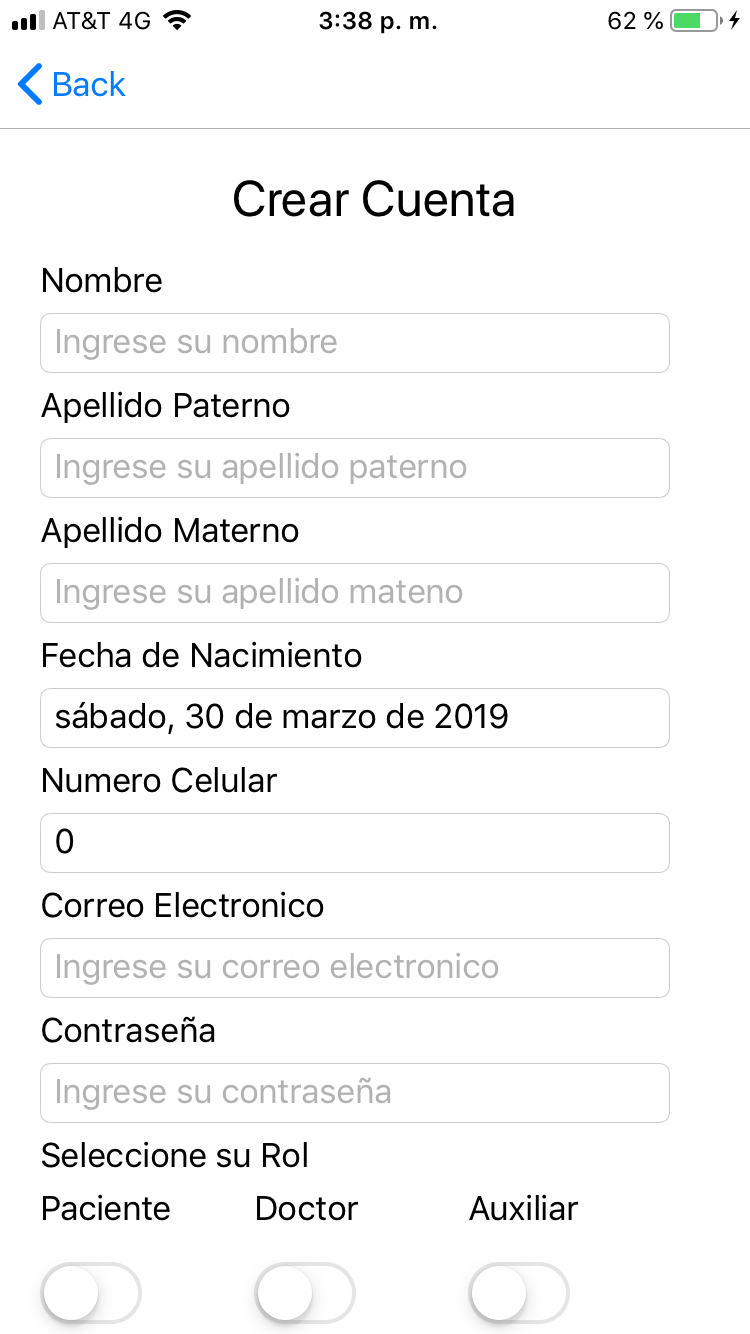 AT&T 4G 3:38 p. m. 62 %
Back
Crear Cuenta
Nombre
Ingrese su nombre
Apellido Paterno
Ingrese su apellido paterno
Apellido Materno
Ingrese su apellido mateno
Fecha de Nacimiento
sábado, 30 de marzo de 2019
Numero Celular
0
Correo Electronico
Ingrese su correo electronico
Contraseña
Ingrese su contraseña
Seleccione su Rol
Paciente Doctor Auxiliar